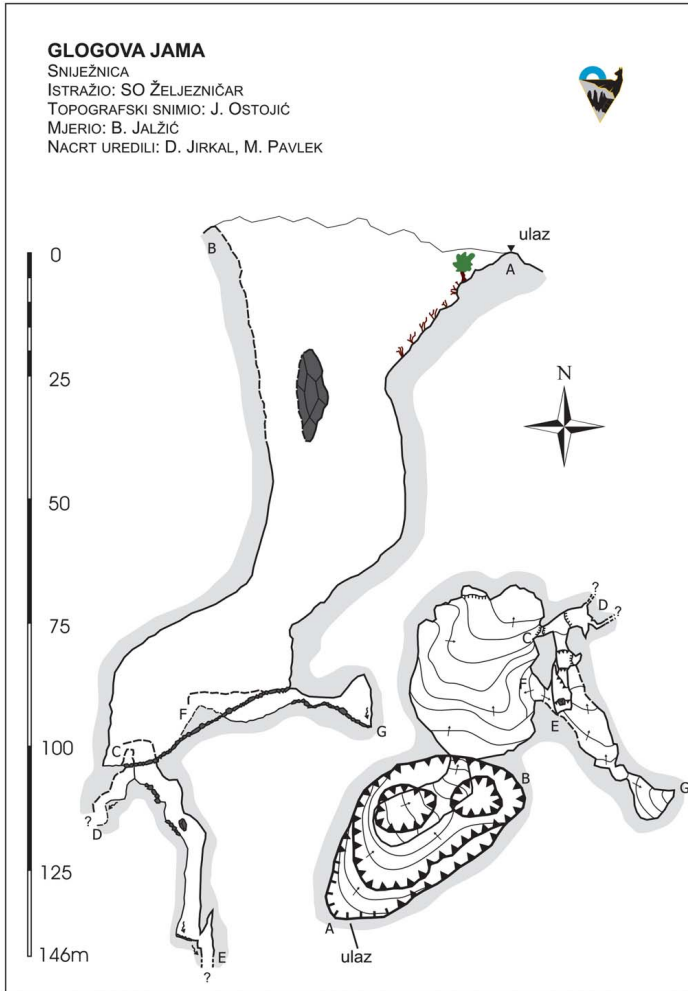 GLOGOVA JAMA
SNIJEŽNICA
ISTRAŽIO: SO ŽELJEZNIČAR
TOPOGRAFSKI SNIMIO: J. OSTOJIĆ
MJERIO: B. JALŽIĆ
NACRT UREDILI: D. JIRKAL, M. PAVLEK
ulaz
B
A
0
25
N
50
75
?
D
?
C
F
E
G
F
G
100
C
B
?
D
125
A
ulaz
146m
E
?